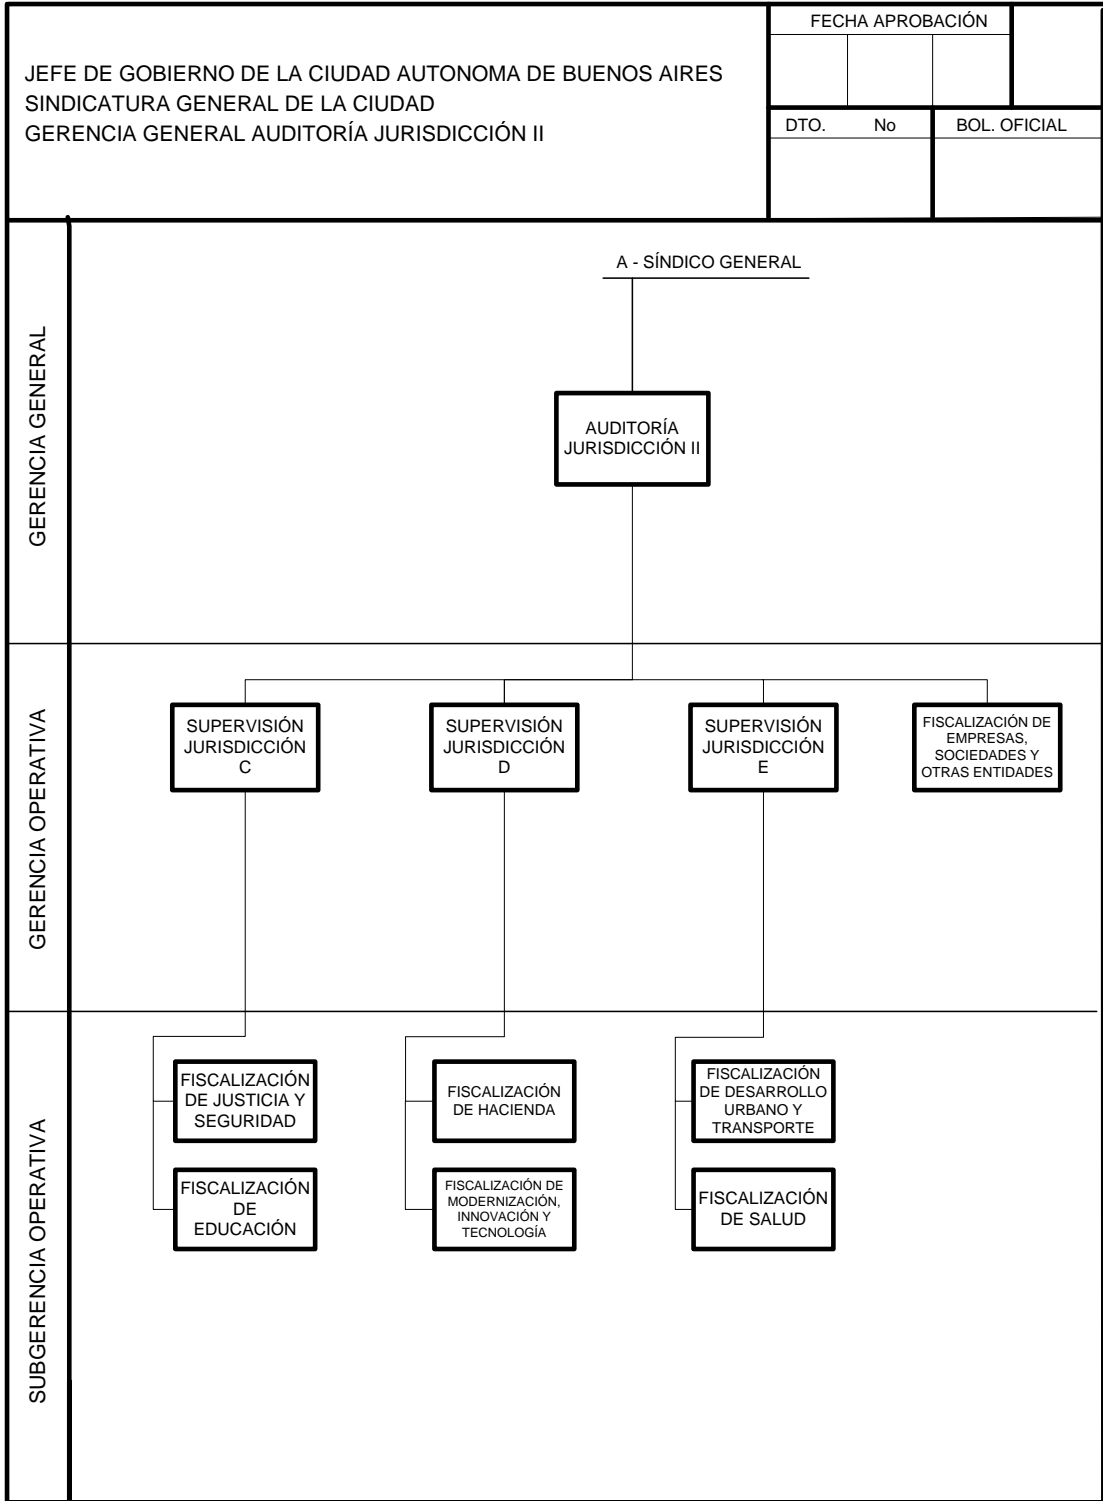 JEFE DE GOBIERNO DE LA CIUDAD AUTONOMA DE BUENOS AIRES
SINDICATURA GENERAL DE LA CIUDAD
GERENCIA GENERAL AUDITORÍA JURISDICCIÓN II
FECHA APROBACIÓN
DTO. No
BOL. OFICIAL
GERENCIA GENERAL
A - SÍNDICO GENERAL
AUDITORÍA
JURISDICCIÓN II
GERENCIA OPERATIVA
SUPERVISIÓN
JURISDICCIÓN
C
SUPERVISIÓN
JURISDICCIÓN
D
SUPERVISIÓN
JURISDICCIÓN
E
FISCALIZACIÓN DE
EMPRESAS,
SOCIEDADES Y
OTRAS ENTIDADES
SUBGERENCIA OPERATIVA
FISCALIZACIÓN
DE JUSTICIA Y
SEGURIDAD
FISCALIZACIÓN
DE
EDUCACIÓN
FISCALIZACIÓN
DE HACIENDA
FISCALIZACIÓN DE
MODERNIZACIÓN,
INNOVACIÓN Y
TECNOLOGÍA
FISCALIZACIÓN
DE DESARROLLO
URBANO Y
TRANSPORTE
FISCALIZACIÓN
DE SALUD